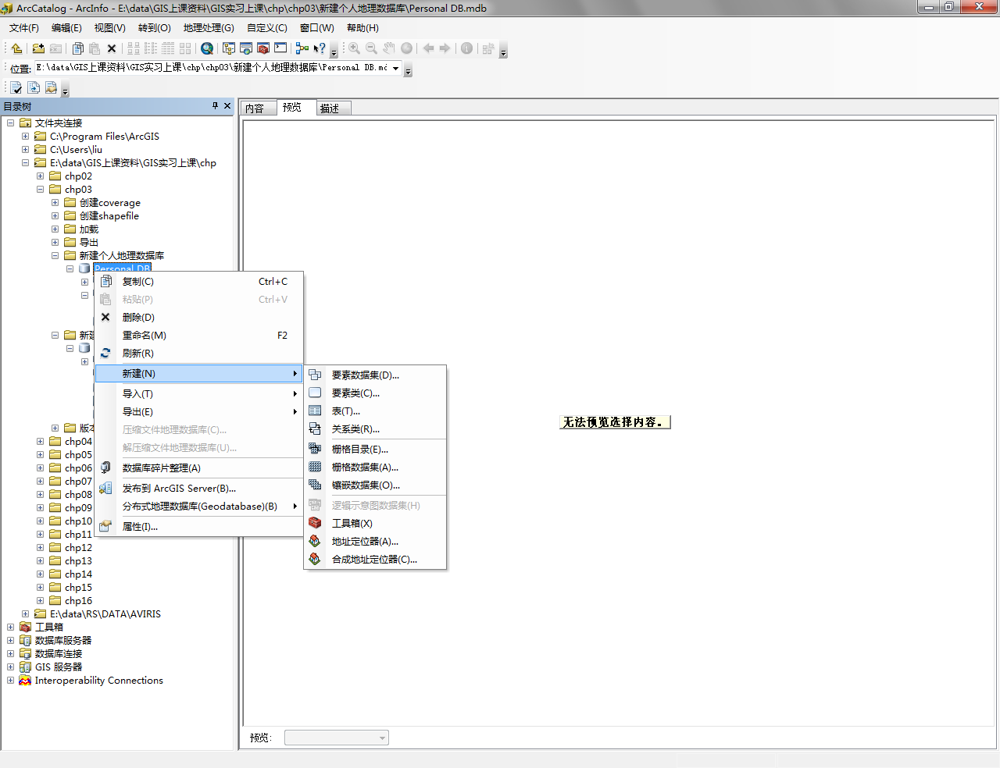 ArcCatalog - ArcInfo - E:\data\GIS上课资料\GIS实习上课\chp\chp03\新建个人地理数据库\Personal DB.mdb
文件(F) 编辑(E) 视图(V) 转到(O) 地理处理(G) 自定义(C) 窗口(W) 帮助(H)
位置: E:\data\GIS上课资料\GIS实习上课\chp\chp03\新建个人地理数据库\Personal DB.md
目录树
内容 预览 描述
文件夹连接
C:\Program Files\ArcGIS
C:\Users\liu
E:\data\GIS上课资料\GIS实习上课\chp
chp02
chp03
创建coverage
创建shapefile
加载
导出
新建个人地理数据库
Personal DB
新建
版本
chp04
chp05
chp06
chp07
chp08
chp09
chp10
chp11
chp12
chp13
chp14
chp15
chp16
E:\data\RS\DATA\AVIRIS
工具箱
数据库服务器
数据库连接
GIS 服务器
Interoperability Connections
复制(C) Ctrl+C
粘贴(P) Ctrl+V
删除(D)
重命名(M) F2
刷新(R)
新建(N)
导入(T)
导出(E)
压缩文件地理数据库(C)...
解压缩文件地理数据库(U)...
数据库碎片整理(A)
发布到 ArcGIS Server(B)...
分布式地理数据库(Geodatabase)(B)
属性(I)...
要素数据集(D)...
要素类(C)...
表(T)...
关系类(R)...
栅格目录(E)...
栅格数据集(A)...
镶嵌数据集(O)...
逻辑示意图数据集(H)
工具箱(X)
地址定位器(A)...
合成地址定位器(C)...
无法预览选择内容。
预览: